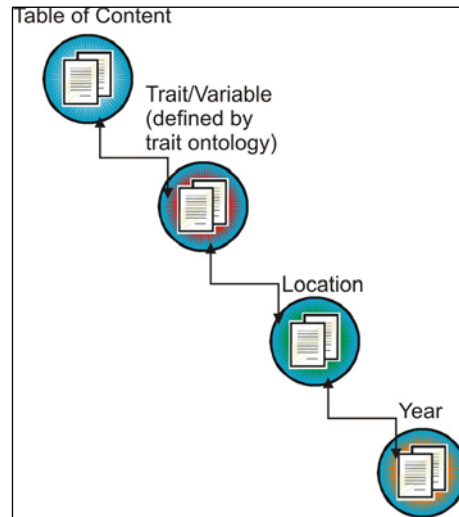 Table of Content
Trait/Variable
(defined by
trait ontology)
Location
Year